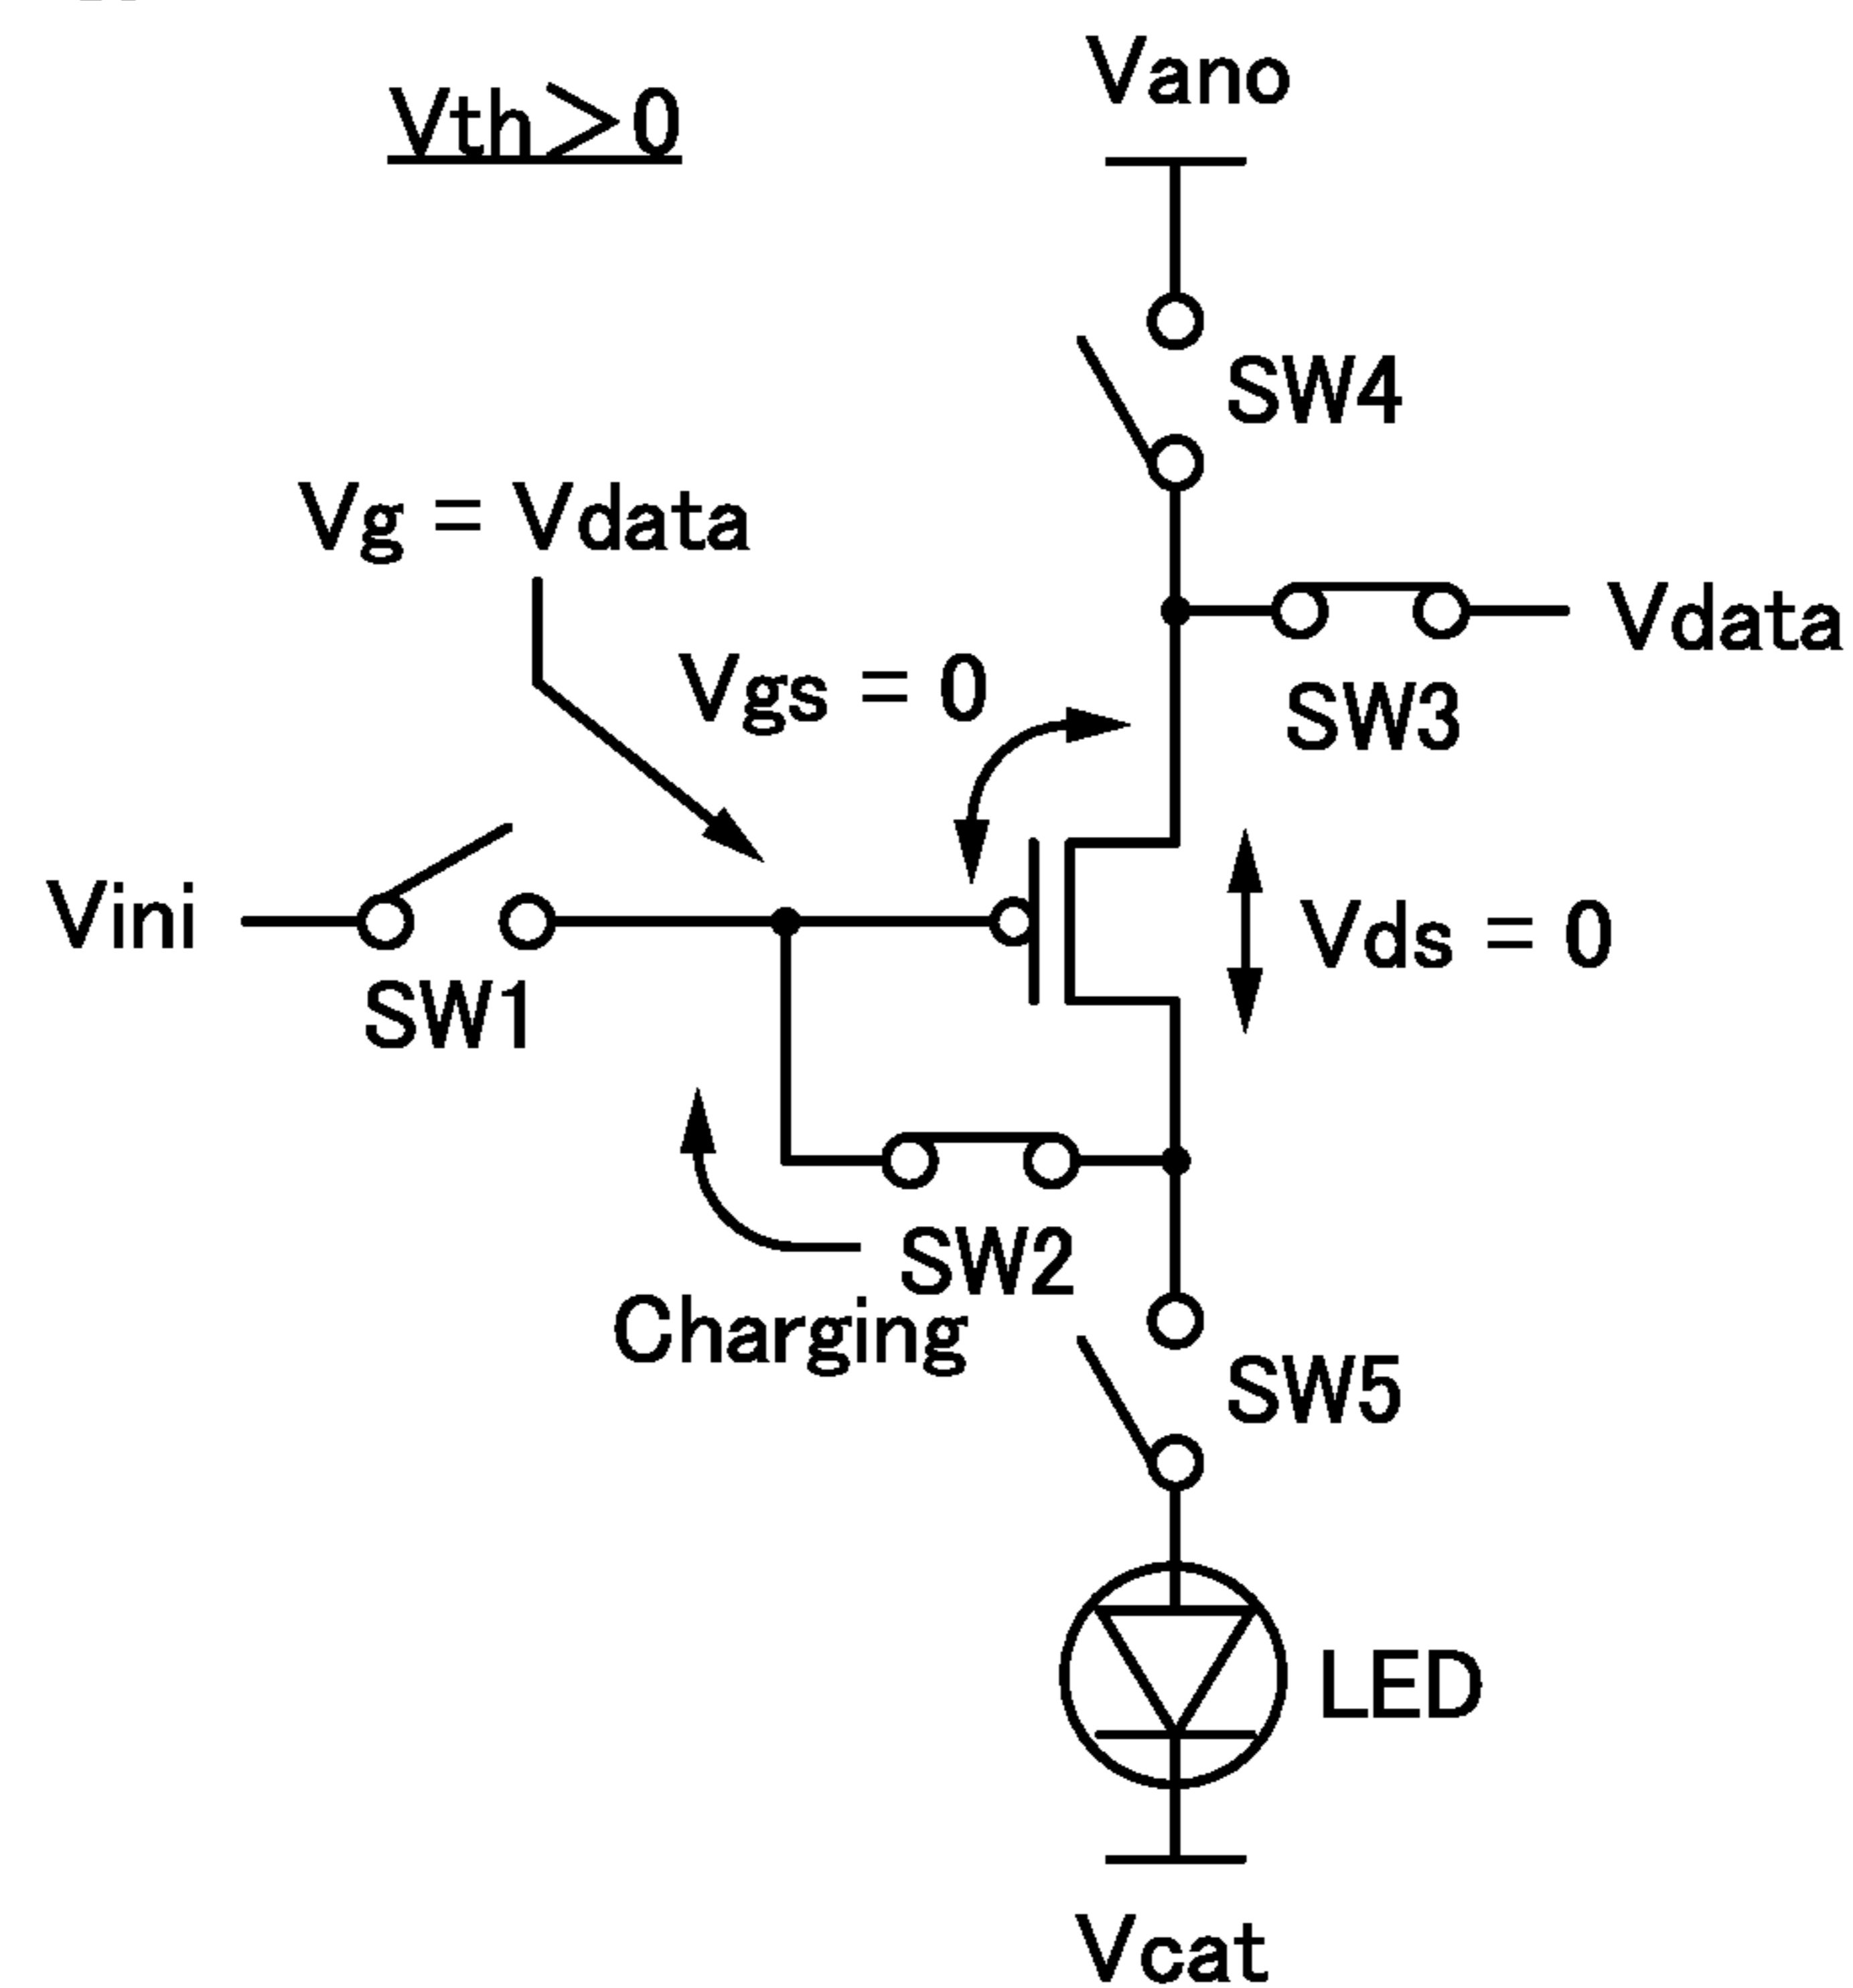 Vano
Vth>0
SW4
Vg = Vdata
Vdata
Vgs = 0
SW3
Vini
Vds = 0
SW1
SW2
Charging
SW5
LED
Vcat